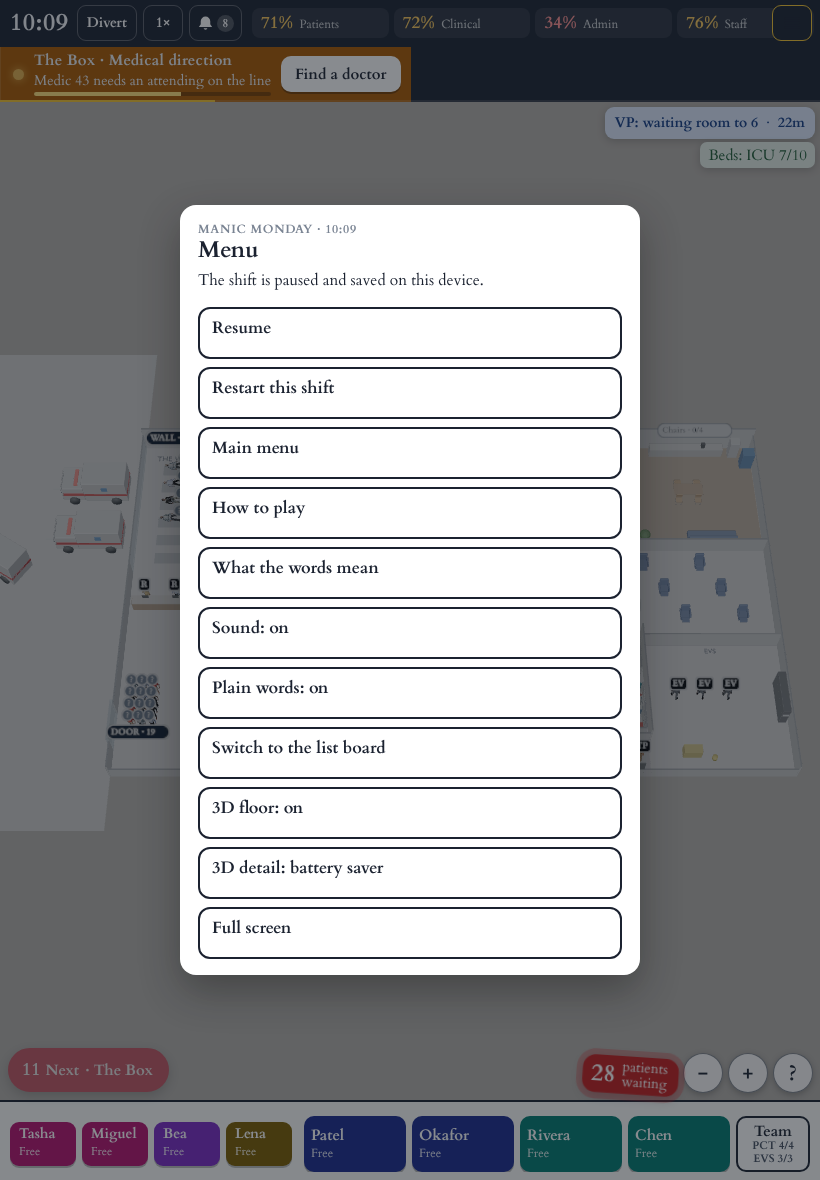 10:09
Divert
1×
8
71% Patients
72% Clinical
34% Admin
76% Staff
The Box · Medical direction
Medic 43 needs an attending on the line
Find a doctor
VP: waiting room to 6 · 22m
Beds: ICU 7/10
MANIC MONDAY · 10:09
Menu
The shift is paused and saved on this device.
Resume
Restart this shift
Main menu
How to play
What the words mean
Sound: on
Plain words: on
Switch to the list board
3D floor: on
3D detail: battery saver
Full screen
WALL
Chairs · 4/4
R
R
EVS
EV
EV
EV
DOOR · 19
11 Next · The Box
28 patients
waiting
−
+
?
Tasha
Free
Miguel
Free
Bea
Free
Lena
Free
Patel
Free
Okafor
Free
Rivera
Free
Chen
Free
Team
PCT 4/4
EVS 3/3